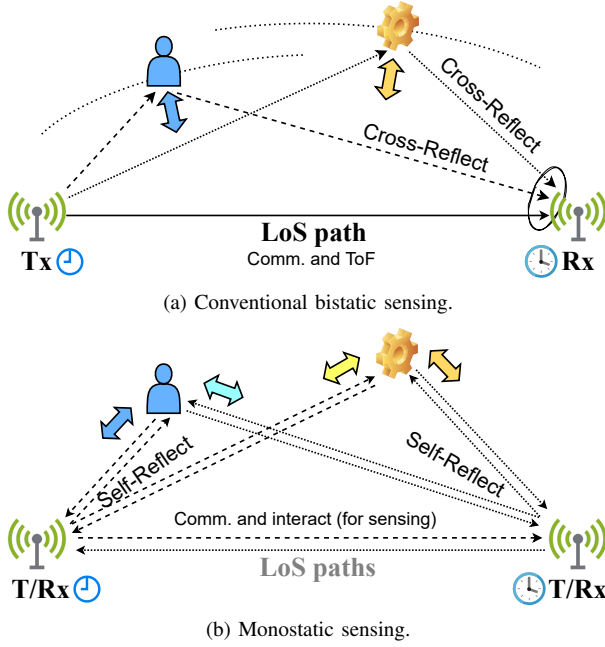 Cross-Reflect
Cross-Reflect
LoS path
Comm. and ToF
Tx
Rx
(a) Conventional bistatic sensing.
Self-Reflect
Self-Reflect
Comm. and interact (for sensing)
LoS paths
T/Rx
T/Rx
(b) Monostatic sensing.